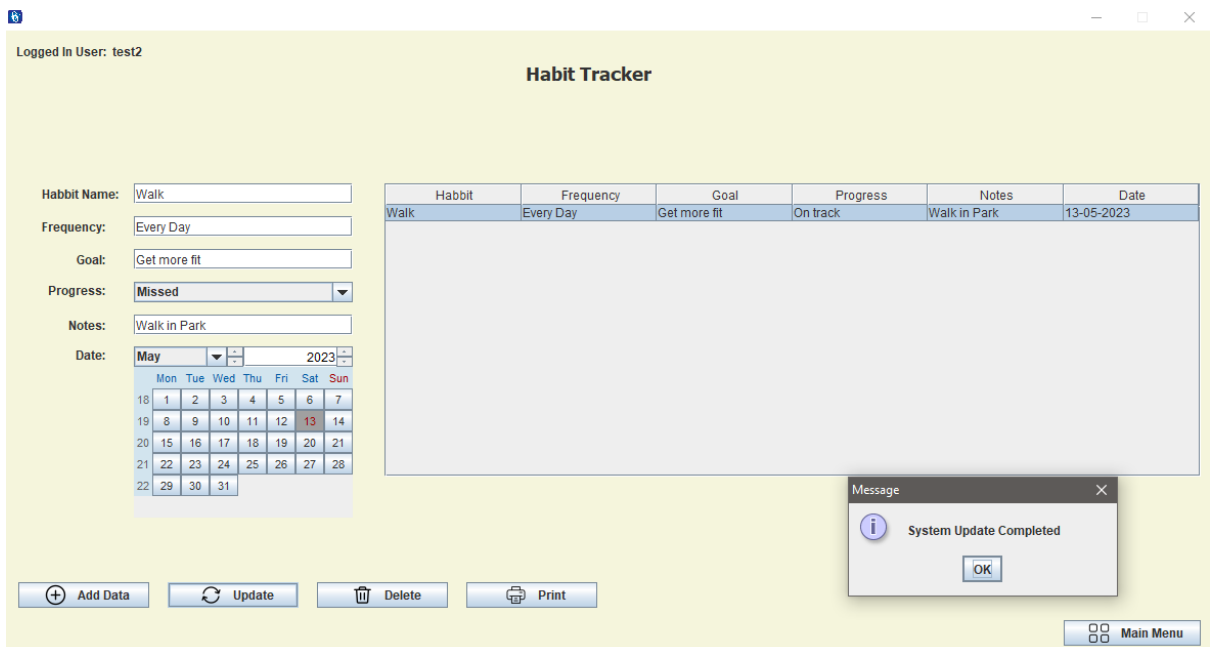 Logged In User: test2
Habit Tracker
Habbit Name: Walk
Frequency: Every Day
Goal: Get more fit
Progress: Missed
Notes: Walk in Park
Date: May 2023
Mon Tue Wed Thu Fri Sat Sun
18 1 2 3 4 5 6 7
19 8 9 10 11 12 13 14
20 15 16 17 18 19 20 21
21 22 23 24 25 26 27 28
22 29 30 31
Habbit Frequency Goal Progress Notes Date
Walk Every Day Get more fit On track Walk in Park 13-05-2023
Message
i
System Update Completed
OK
Add Data Update Delete Print
Main Menu